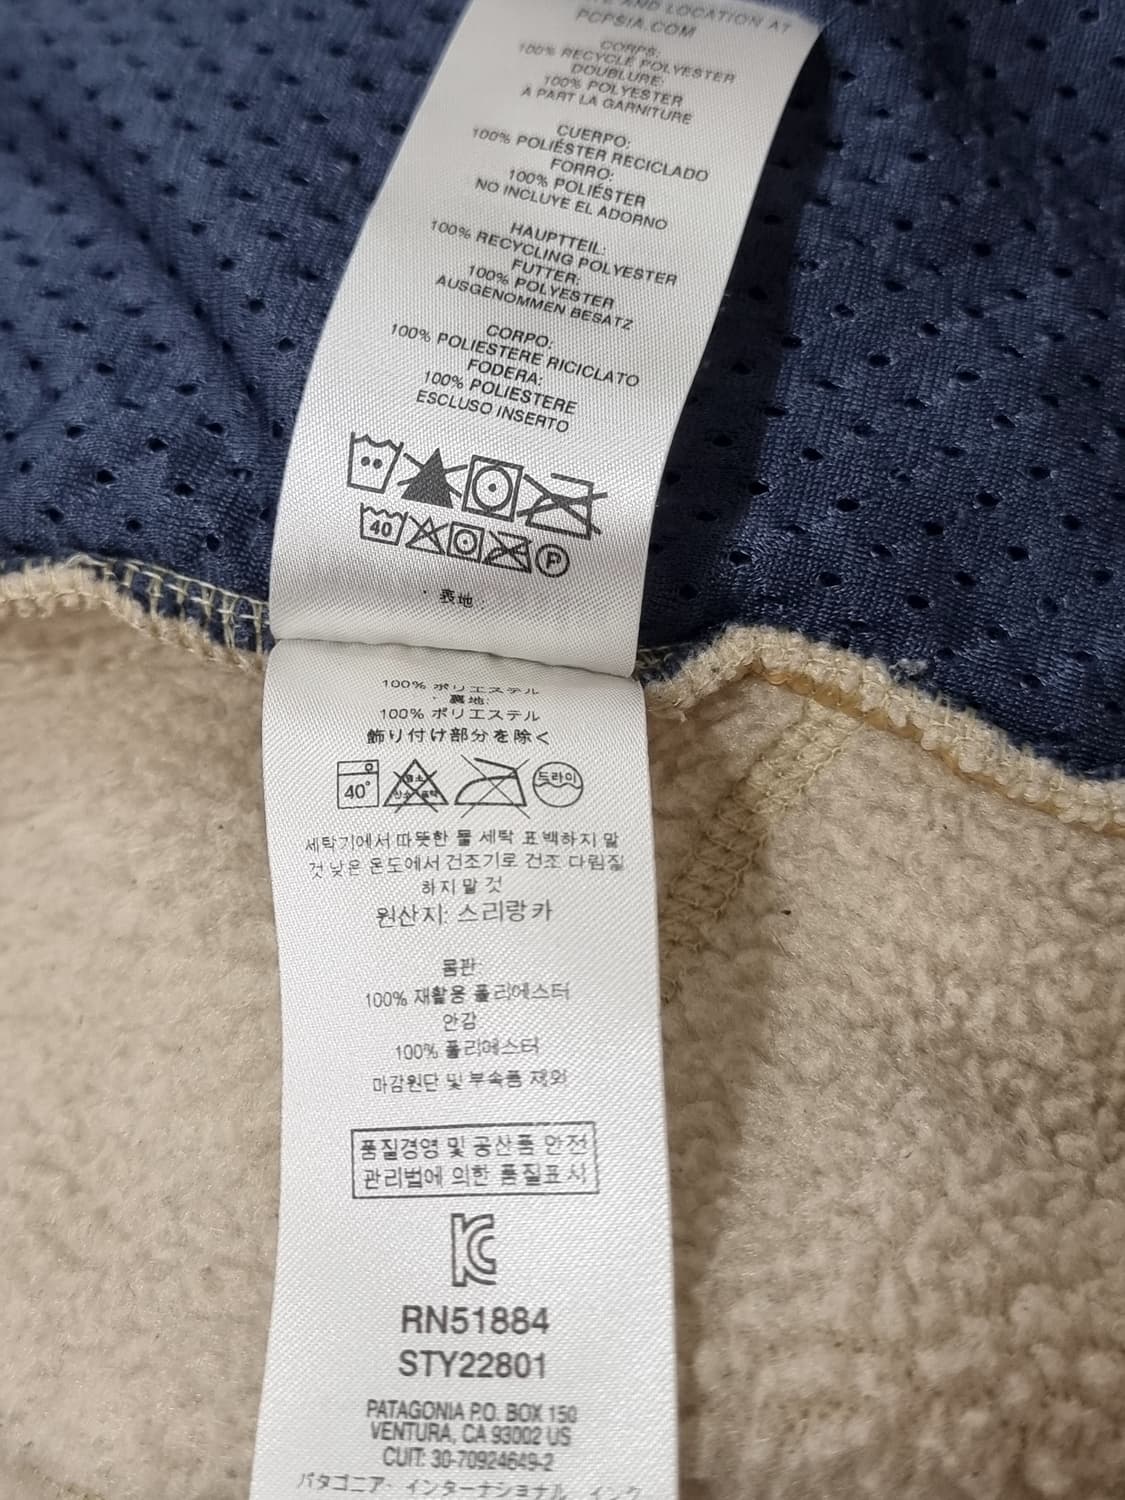 AND LOCATION AT
PCPSIA.COM
CORPS:
100% RECYCLÉ POLYESTER
DOUBLURE:
100% POLYESTER
À PART LA GARNITURE
CUERPO:
100% POLIÉSTER RECICLADO
FORRO:
100% POLIÉSTER
NO INCLUYE EL ADORNO
HAUPTTEIL:
100% RECYCLING POLYESTER
FUTTER:
100% POLYESTER
AUSGENOMMEN BESATZ
CORPO:
100% POLIESTERE RICICLATO
FODERA:
100% POLIESTERE
ESCLUSO INSERTO
40 P
表地:
100% ポリエステル
裏地:
100% ポリエステル
飾り付け部分を除く
40° 드라이
세탁기에서 따뜻한 물 세탁 표백하지 말
것 낮은 온도에서 건조기로 건조 다림질
하지 말 것
원산지: 스리랑카
몸판:
100% 재활용 폴리에스터
안감
100% 폴리에스터
마감원단 및 부속품 제외
품질경영 및 공산품 안전
관리법에 의한 품질표시
KC
RN51884
STY22801
PATAGONIA P.O. BOX 150
VENTURA, CA 93002 US
CUIT: 30-70924649-2
パタゴニア・インターナショナル インク